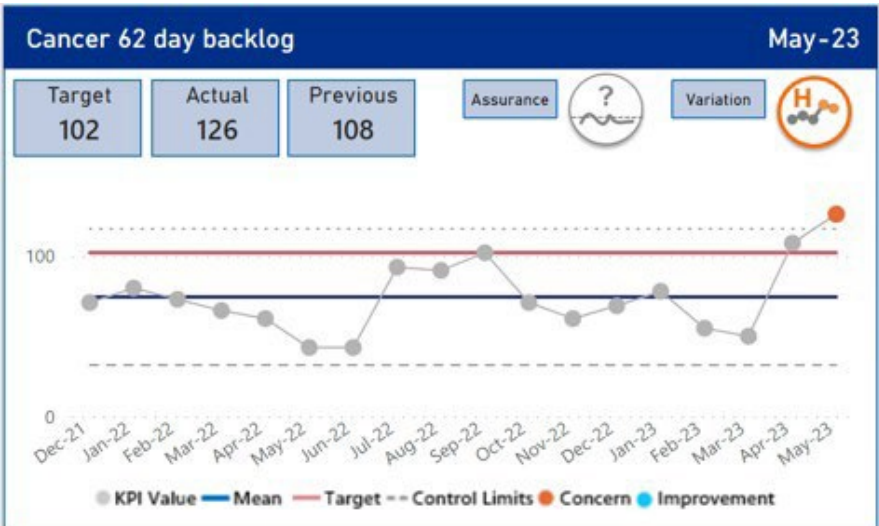 Cancer 62 day backlog May-23
Target Actual Previous Assurance ? Variation H
102 126 108
100
0
Dec-21 Jan-22 Feb-22 Mar-22 Apr-22 May-22 Jun-22 Jul-22 Aug-22 Sep-22 Oct-22 Nov-22 Dec-22 Jan-23 Feb-23 Mar-23 Apr-23 May-23
KPI Value Mean Target Control Limits Concern Improvement